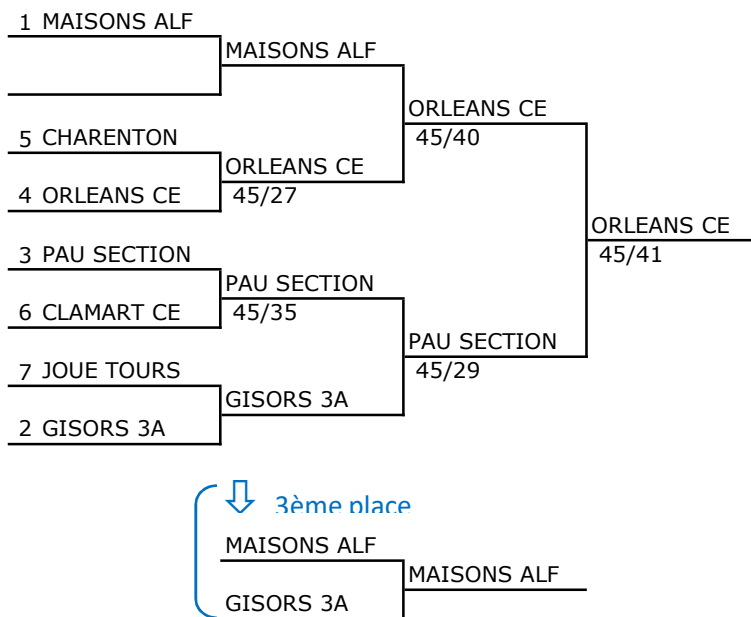 1 MAISONS ALF
MAISONS ALF
ORLEANS CE
45/40
5 CHARENTON
ORLEANS CE
45/27
4 ORLEANS CE
ORLEANS CE
45/41
3 PAU SECTION
PAU SECTION
45/35
6 CLAMART CE
PAU SECTION
45/29
7 JOUE TOURS
GISORS 3A
2 GISORS 3A
3ème place
MAISONS ALF
MAISONS ALF
GISORS 3A